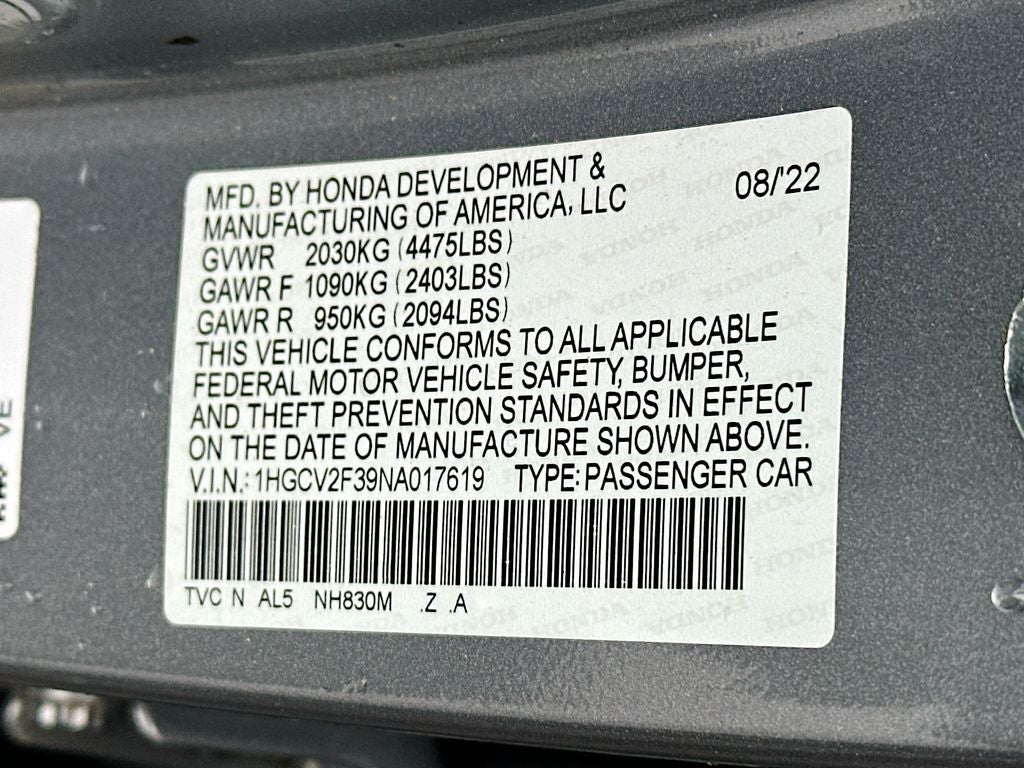 MFD. BY HONDA DEVELOPMENT &
MANUFACTURING OF AMERICA, LLC
08/'22
GVWR 2030KG (4475LBS)
GAWR F 1090KG (2403LBS)
GAWR R 950KG (2094LBS)
THIS VEHICLE CONFORMS TO ALL APPLICABLE
FEDERAL MOTOR VEHICLE SAFETY, BUMPER,
AND THEFT PREVENTION STANDARDS IN EFFECT
ON THE DATE OF MANUFACTURE SHOWN ABOVE.
V.I.N.: 1HGCV2F39NA017619 TYPE: PASSENGER CAR
TVC N AL5 NH830M .Z .A
VE